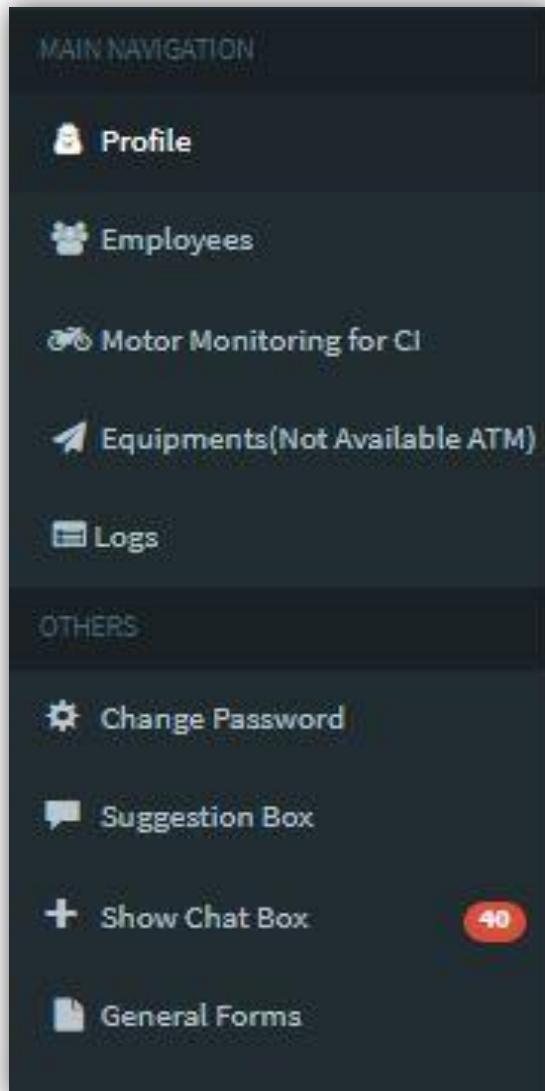 MAIN NAVIGATION
Profile
Employees
Motor Monitoring for CI
Equipments(Not Available ATM)
Logs
OTHERS
Change Password
Suggestion Box
Show Chat Box 40
General Forms